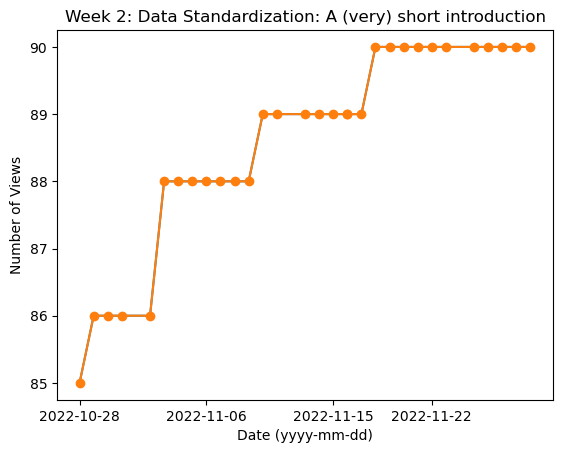 Week 2: Data Standardization: A (very) short introduction
Number of Views
90
89
88
87
86
85
2022-10-28 2022-11-06 2022-11-15 2022-11-22
Date (yyyy-mm-dd)